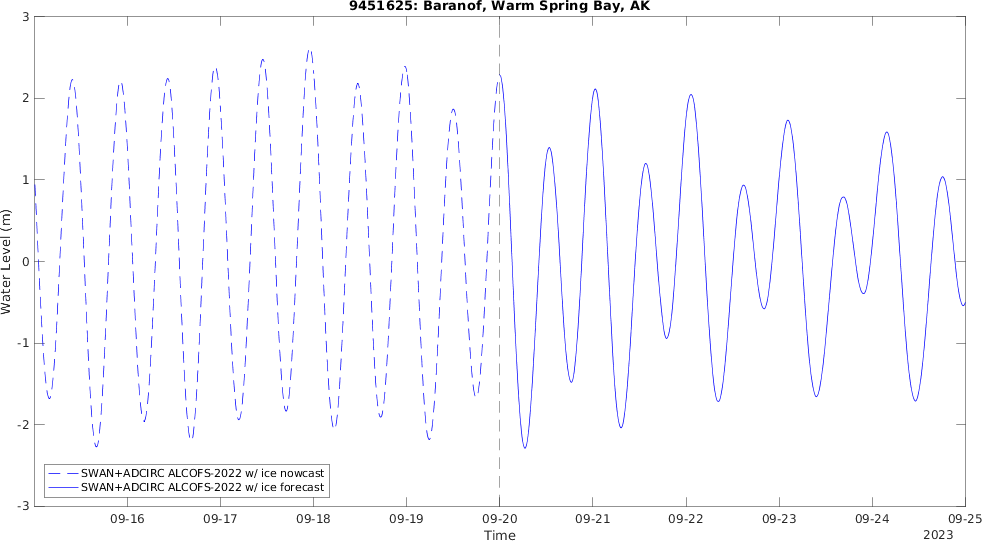 9451625: Baranof, Warm Spring Bay, AK
3
2
1
0
-1
-2
-3
Water Level (m)
SWAN+ADCIRC ALCOFS-2022 w/ ice nowcast
SWAN+ADCIRC ALCOFS-2022 w/ ice forecast
09-16 09-17 09-18 09-19 09-20 09-21 09-22 09-23 09-24 09-25
Time
2023